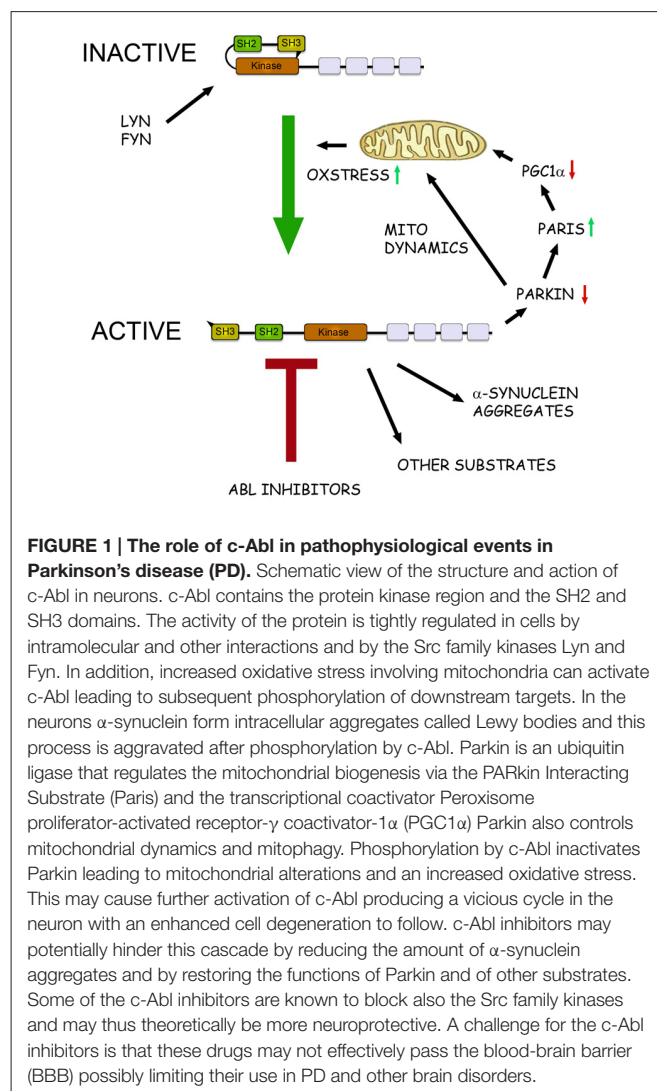 INACTIVE
SH2 SH3
Kinase
LYN
FYN
OXSTRESS
PGC1α
MITO
DYNAMICS
PARIS
PARKIN
ACTIVE
SH3 SH2 Kinase
α-SYNUCLEIN
AGGREGATES
OTHER SUBSTRATES
ABL INHIBITORS
FIGURE 1 | The role of c-Abl in pathophysiological events in
Parkinson's disease (PD). Schematic view of the structure and action of
c-Abl in neurons. c-Abl contains the protein kinase region and the SH2 and
SH3 domains. The activity of the protein is tightly regulated in cells by
intramolecular and other interactions and by the Src family kinases Lyn and
Fyn. In addition, increased oxidative stress involving mitochondria can activate
c-Abl leading to subsequent phosphorylation of downstream targets. In the
neurons α-synuclein form intracellular aggregates called Lewy bodies and this
process is aggravated after phosphorylation by c-Abl. Parkin is an ubiquitin
ligase that regulates the mitochondrial biogenesis via the PARkin Interacting
Substrate (Paris) and the transcriptional coactivator Peroxisome
proliferator-activated receptor-γ coactivator-1α (PGC1α) Parkin also controls
mitochondrial dynamics and mitophagy. Phosphorylation by c-Abl inactivates
Parkin leading to mitochondrial alterations and an increased oxidative stress.
This may cause further activation of c-Abl producing a vicious cycle in the
neuron with an enhanced cell degeneration to follow. c-Abl inhibitors may
potentially hinder this cascade by reducing the amount of α-synuclein
aggregates and by restoring the functions of Parkin and of other substrates.
Some of the c-Abl inhibitors are known to block also the Src family kinases
and may thus theoretically be more neuroprotective. A challenge for the c-Abl
inhibitors is that these drugs may not effectively pass the blood-brain barrier
(BBB) possibly limiting their use in PD and other brain disorders.